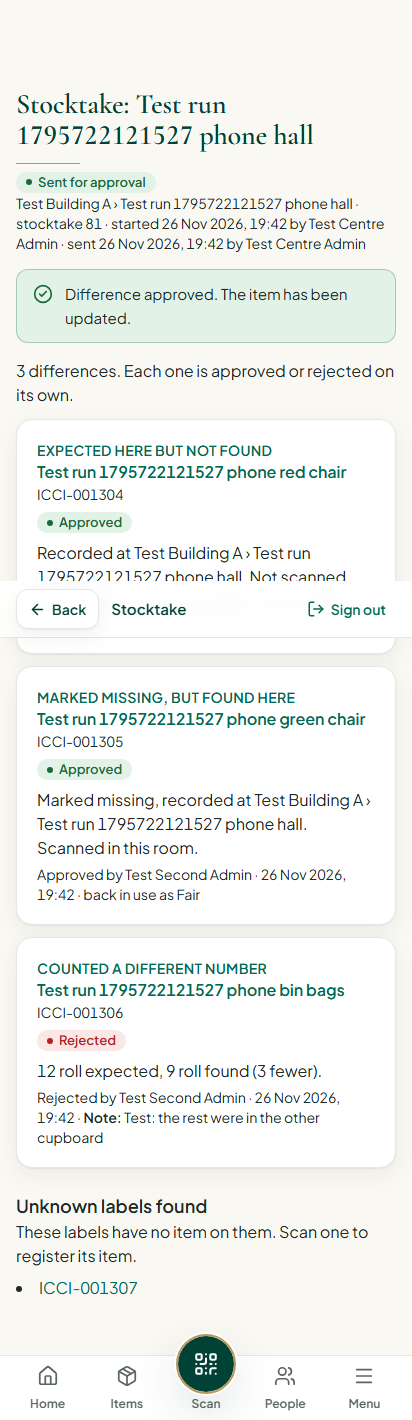 Stocktake: Test run
1795722121527 phone hall
Sent for approval
Test Building A › Test run 1795722121527 phone hall ·
stocktake 81 · started 26 Nov 2026, 19:42 by Test Centre
Admin · sent 26 Nov 2026, 19:42 by Test Centre Admin
Difference approved. The item has been
updated.
3 differences. Each one is approved or rejected on
its own.
EXPECTED HERE BUT NOT FOUND
Test run 1795722121527 phone red chair
ICCI-001304
Approved
Recorded at Test Building A › Test run
1795722121527 phone hall. Not scanned
Back
Stocktake
Sign out
MARKED MISSING, BUT FOUND HERE
Test run 1795722121527 phone green chair
ICCI-001305
Approved
Marked missing, recorded at Test Building A ›
Test run 1795722121527 phone hall.
Scanned in this room.
Approved by Test Second Admin · 26 Nov 2026,
19:42 · back in use as Fair
COUNTED A DIFFERENT NUMBER
Test run 1795722121527 phone bin bags
ICCI-001306
Rejected
12 roll expected, 9 roll found (3 fewer).
Rejected by Test Second Admin · 26 Nov 2026,
19:42 · Note: Test: the rest were in the other
cupboard
Unknown labels found
These labels have no item on them. Scan one to
register its item.
ICCI-001307
Home
Items
Scan
People
Menu